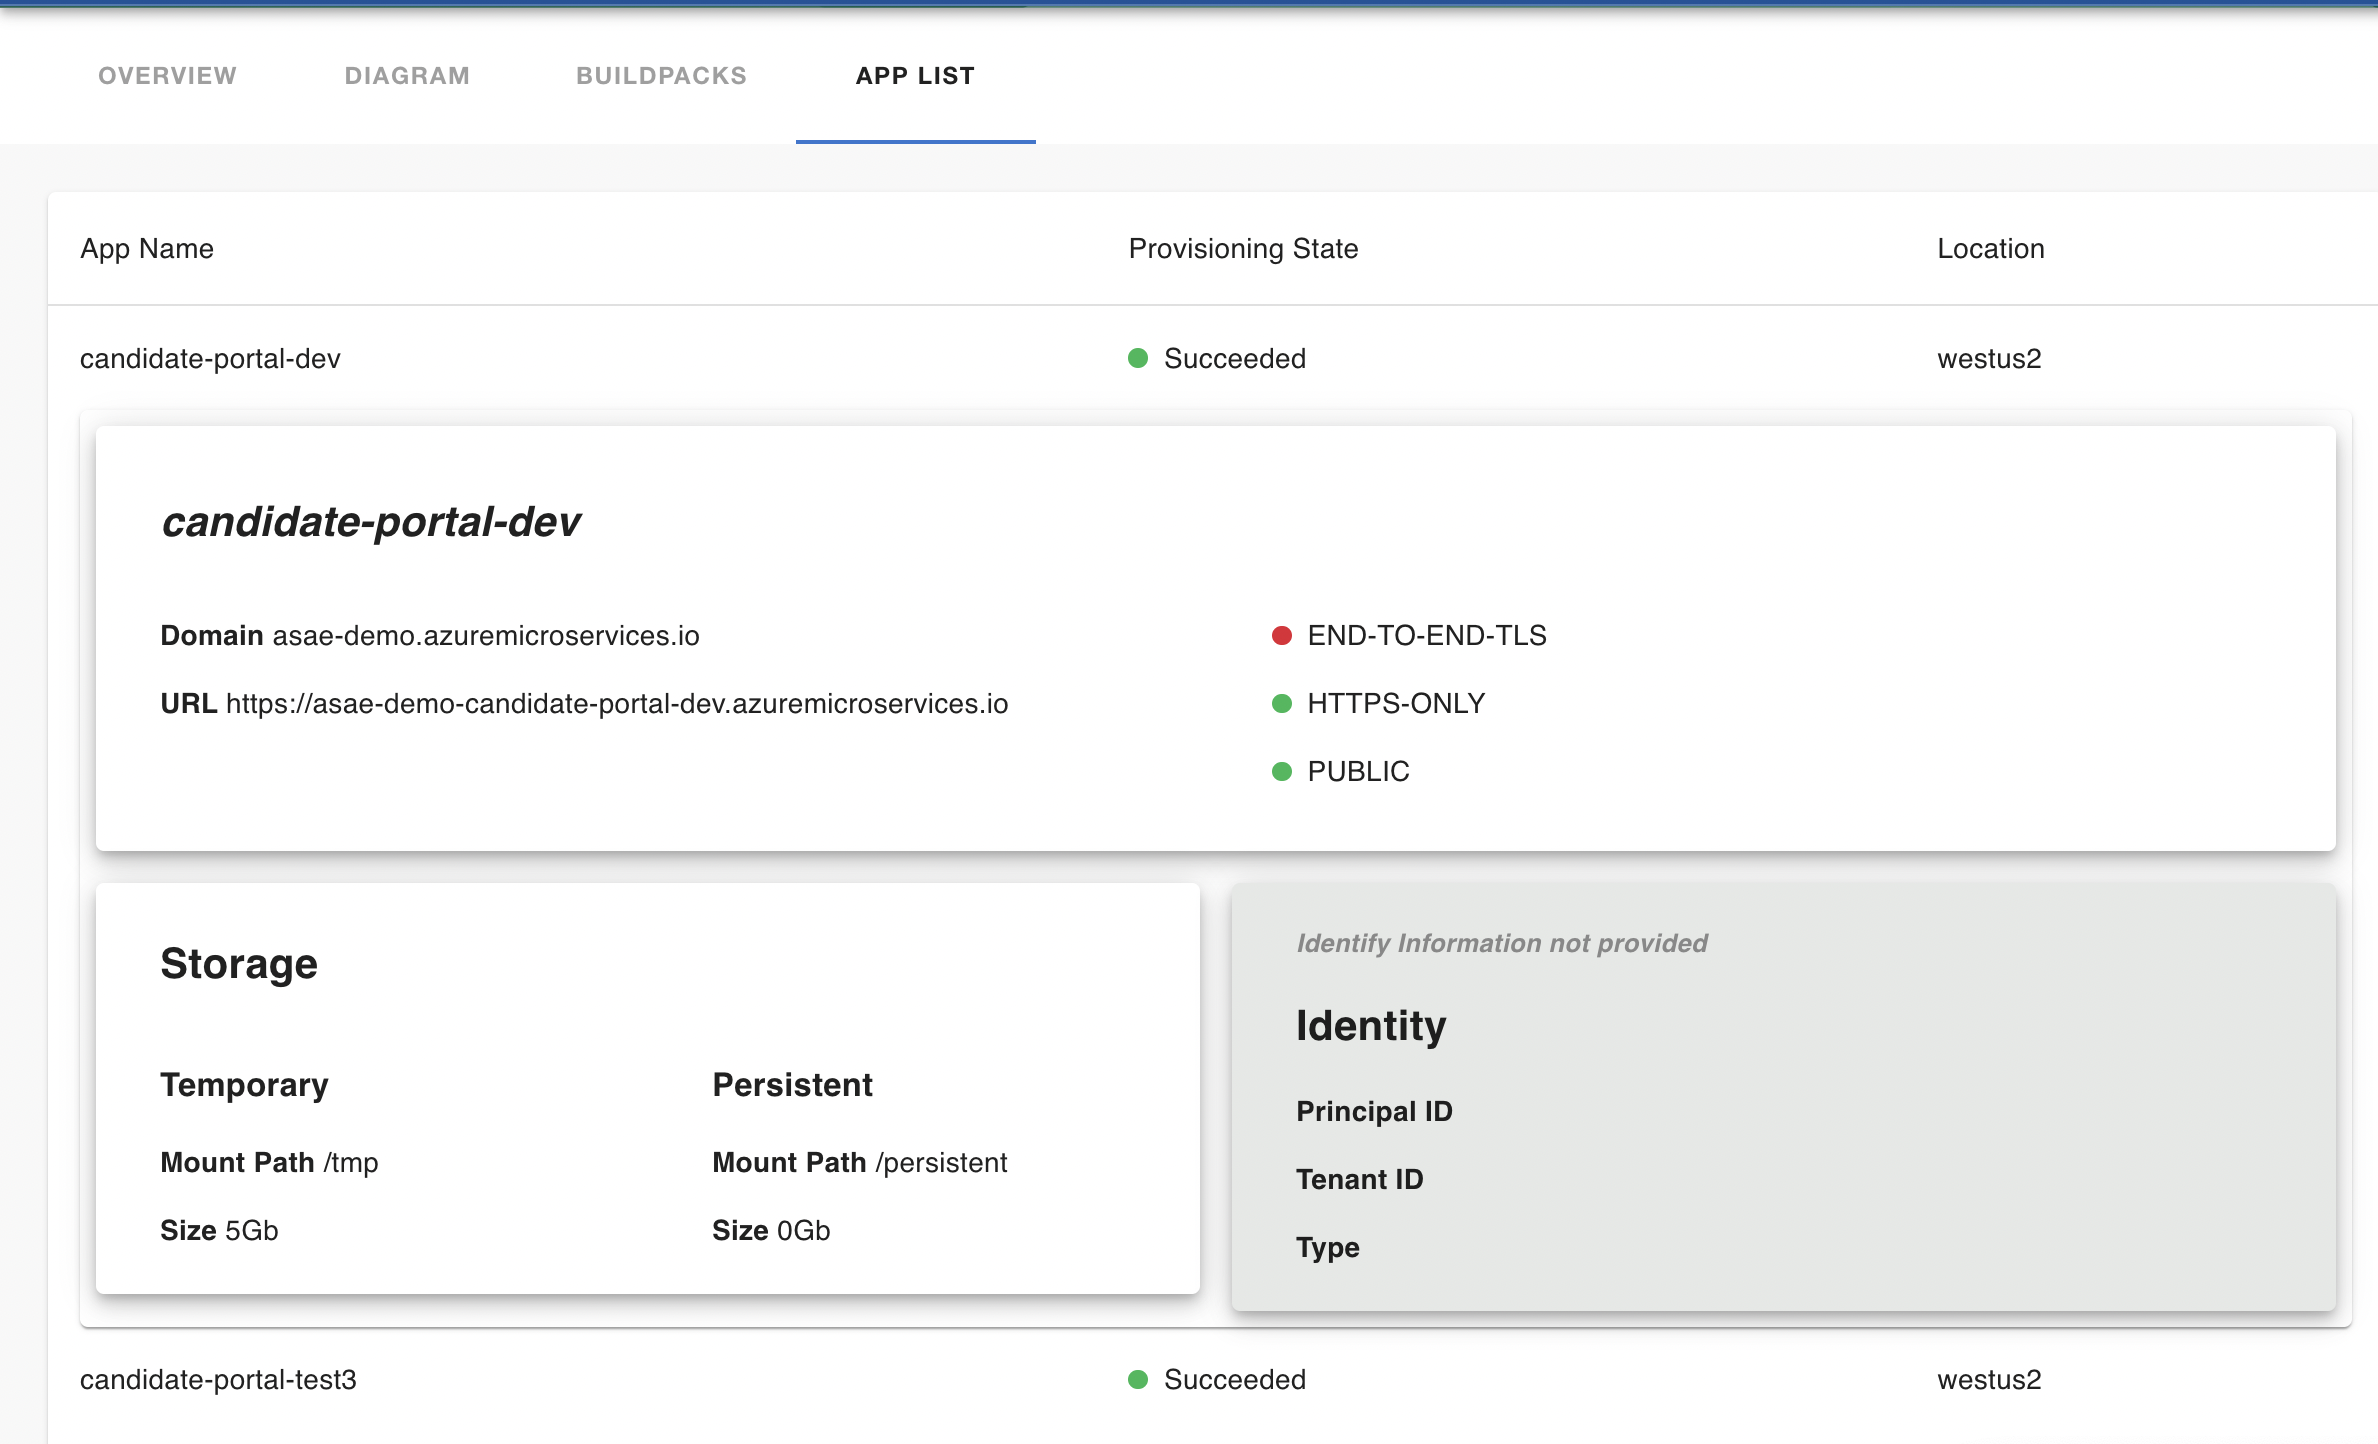 OVERVIEW DIAGRAM BUILDPACKS APP LIST
App Name Provisioning State Location
candidate-portal-dev Succeeded westus2
candidate-portal-dev
Domain asae-demo.azuremicroservices.io END-TO-END-TLS
URL https://asae-demo-candidate-portal-dev.azuremicroservices.io HTTPS-ONLY
PUBLIC
Storage
Temporary Persistent
Mount Path /tmp Mount Path /persistent
Size 5Gb Size 0Gb
Identify Information not provided
Identity
Principal ID
Tenant ID
Type
candidate-portal-test3 Succeeded westus2